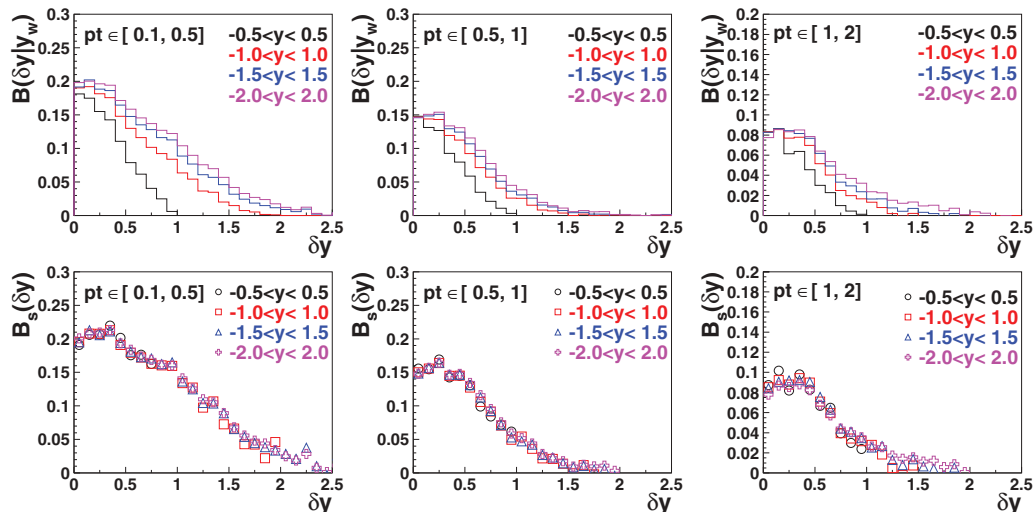 B(δy|y_w)
0.3
0.25
0.2
0.15
0.1
0.05
0
pt ∈ [ 0.1, 0.5]
-0.5<y< 0.5
-1.0<y< 1.0
-1.5<y< 1.5
-2.0<y< 2.0
0 0.5 1 1.5 2 2.5
δy
B(δy|y_w)
0.3
0.25
0.2
0.15
0.1
0.05
0
pt ∈ [ 0.5, 1]
-0.5<y< 0.5
-1.0<y< 1.0
-1.5<y< 1.5
-2.0<y< 2.0
0 0.5 1 1.5 2 2.5
δy
B(δy|y_w)
0.2
0.18
0.16
0.14
0.12
0.1
0.08
0.06
0.04
0.02
0
pt ∈ [ 1, 2]
-0.5<y< 0.5
-1.0<y< 1.0
-1.5<y< 1.5
-2.0<y< 2.0
0 0.5 1 1.5 2 2.5
δy
B_s(δy)
0.3
0.25
0.2
0.15
0.1
0.05
0
pt ∈ [ 0.1, 0.5]
-0.5<y< 0.5
-1.0<y< 1.0
-1.5<y< 1.5
-2.0<y< 2.0
0 0.5 1 1.5 2 2.5
δy
B_s(δy)
0.3
0.25
0.2
0.15
0.1
0.05
0
pt ∈ [ 0.5, 1]
-0.5<y< 0.5
-1.0<y< 1.0
-1.5<y< 1.5
-2.0<y< 2.0
0 0.5 1 1.5 2 2.5
δy
B_s(δy)
0.2
0.18
0.16
0.14
0.12
0.1
0.08
0.06
0.04
0.02
0
pt ∈ [ 1, 2]
-0.5<y< 0.5
-1.0<y< 1.0
-1.5<y< 1.5
-2.0<y< 2.0
0 0.5 1 1.5 2 2.5
δy